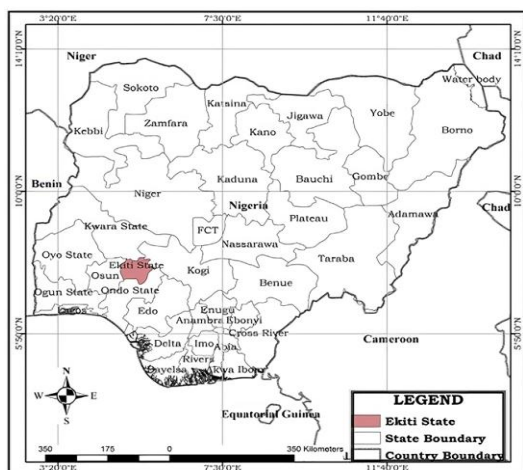 3°20'0"E 7°30'0"E 11°40'0"E
14°10'0"N
14°10'0"N
Niger
Chad
Water body
Sokoto
Katsina
Jigawa
Yobe
Zamfara
Kano
Borno
Kebbi
Kaduna
Bauchi
Gombe
10°0'0"N
10°0'0"N
Benin
Niger
Nigeria
Adamawa
Chad
Plateau
Kwara State
FCT
Nassarawa
Oyo State
Ekiti State
Kogi
Taraba
Osun
Benue
Ogun State
Ondo State
Lagos
Edo
Enugu
Anambra Ebonyi
5°50'0"N
5°50'0"N
Cross River
Delta
Imo
Abia
Cameroon
Rivers
Bayelsa
Akwa Ibom
N
W E
S
Equatorial Guinea
LEGEND
Ekiti State
State Boundary
Country Boundary
350 175 0 350 Kilometers
3°20'0"E 7°30'0"E 11°40'0"E